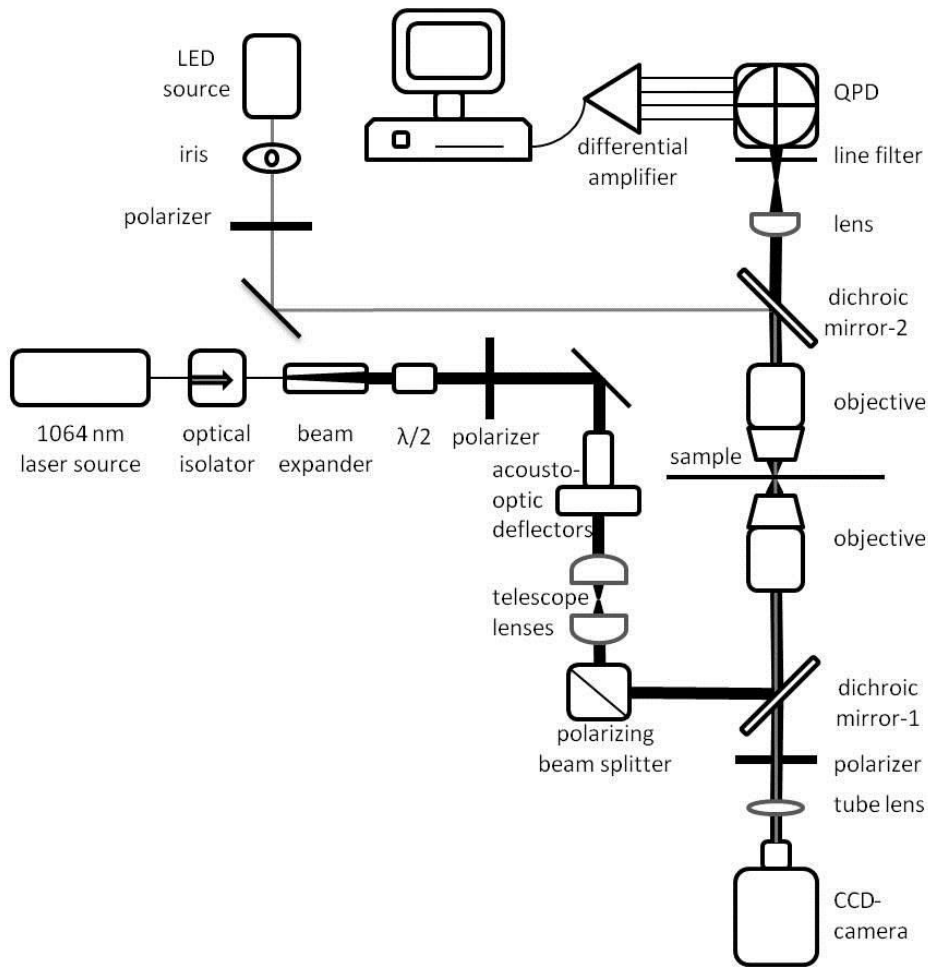 LED
source
iris
polarizer
differential
amplifier
QPD
line filter
lens
dichroic
mirror-2
1064 nm
laser source
optical
isolator
beam
expander
λ/2
polarizer
acousto-
optic
deflectors
telescope
lenses
polarizing
beam splitter
objective
sample
objective
dichroic
mirror-1
polarizer
tube lens
CCD-
camera